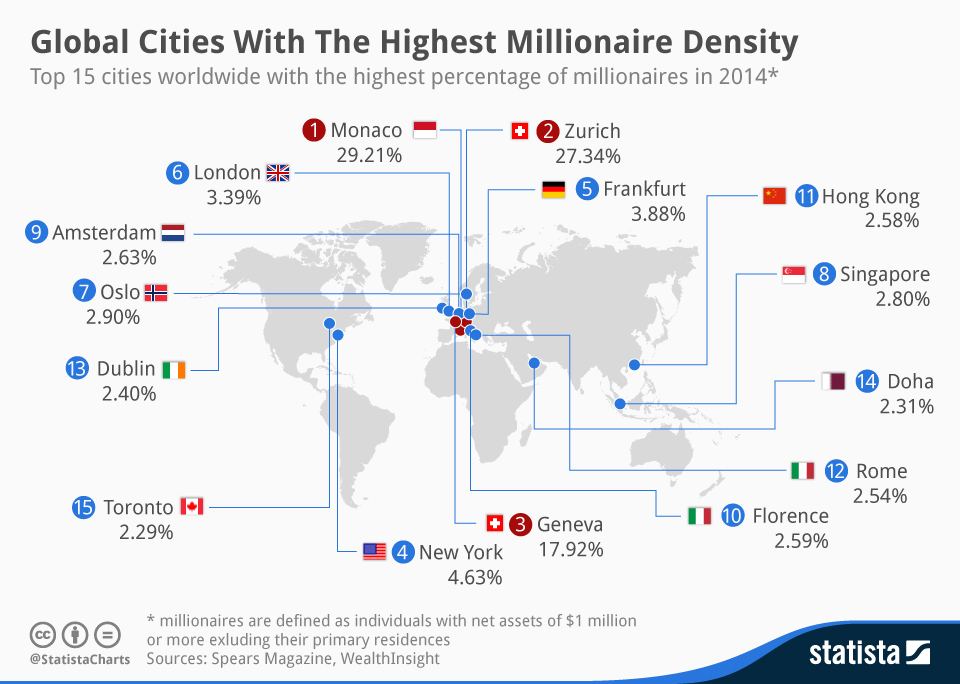 Global Cities With The Highest Millionaire Density
Top 15 cities worldwide with the highest percentage of millionaires in 2014*
1 Monaco
29.21%
2 Zurich
27.34%
6 London
3.39%
5 Frankfurt
3.88%
11 Hong Kong
2.58%
9 Amsterdam
2.63%
8 Singapore
2.80%
7 Oslo
2.90%
13 Dublin
2.40%
14 Doha
2.31%
12 Rome
2.54%
15 Toronto
2.29%
10 Florence
2.59%
3 Geneva
17.92%
4 New York
4.63%
* millionaires are defined as individuals with net assets of $1 million
or more exluding their primary residences
Sources: Spears Magazine, WealthInsight
cc
@StatistaCharts
statista